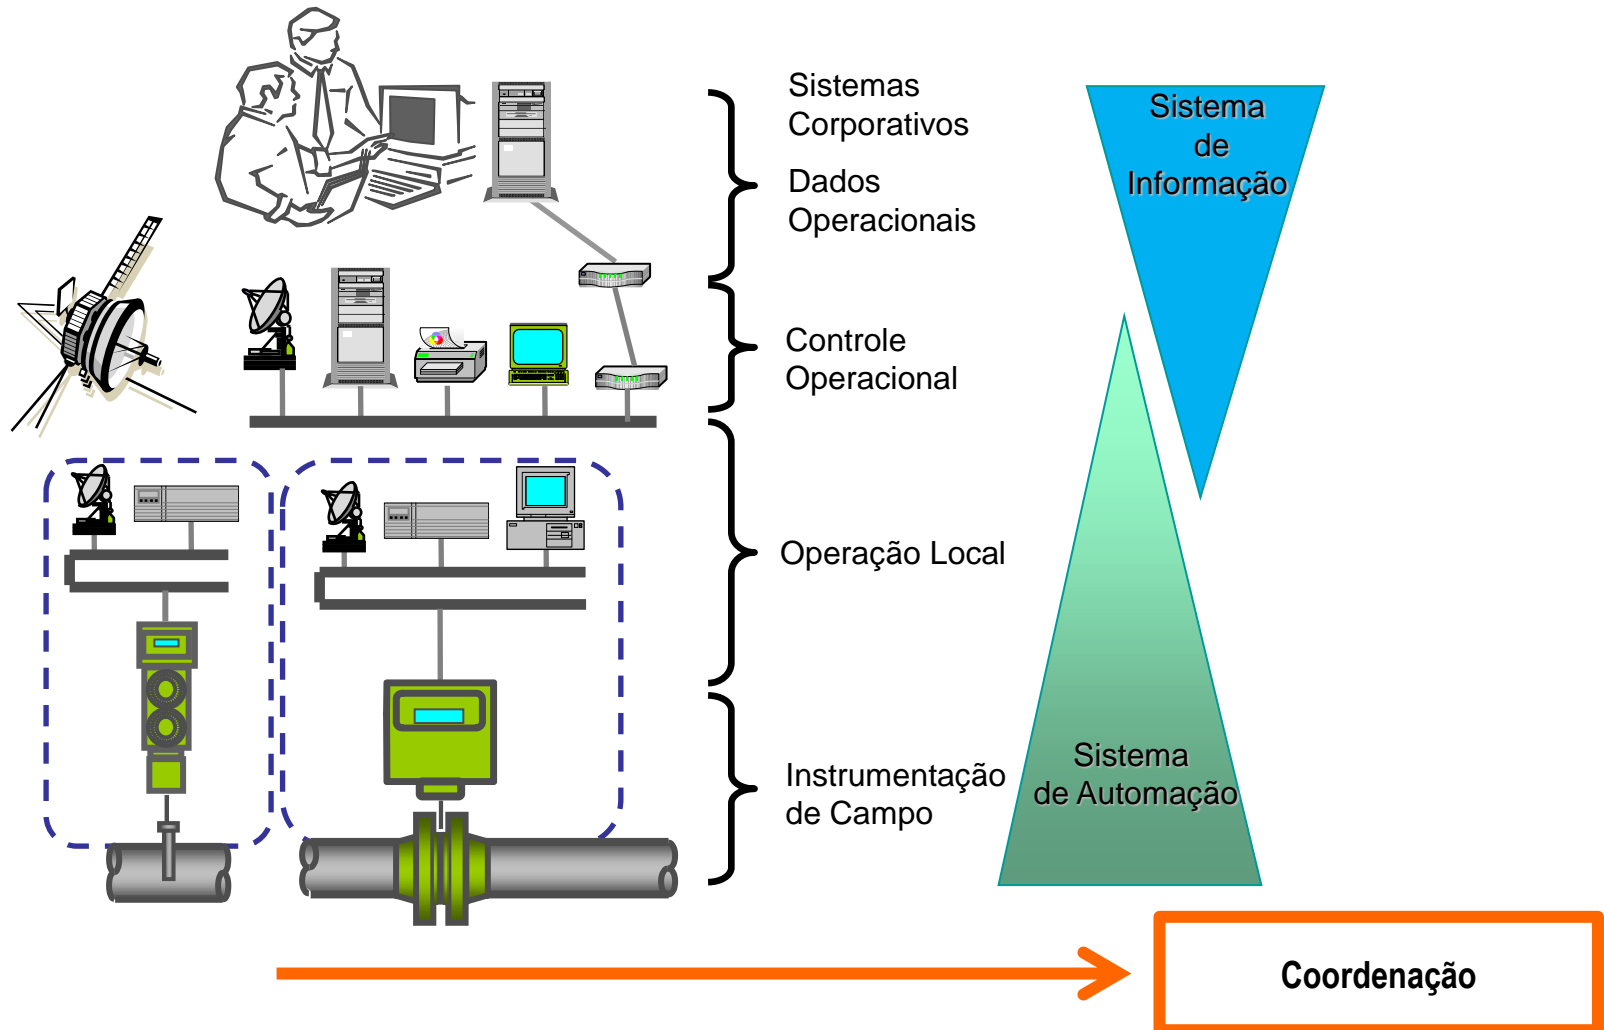 Sistemas
Corporativos
Dados
Operacionais
Controle
Operacional
Operação Local
Instrumentação
de Campo
Sistema
de
Informação
Sistema
de Automação
Coordenação